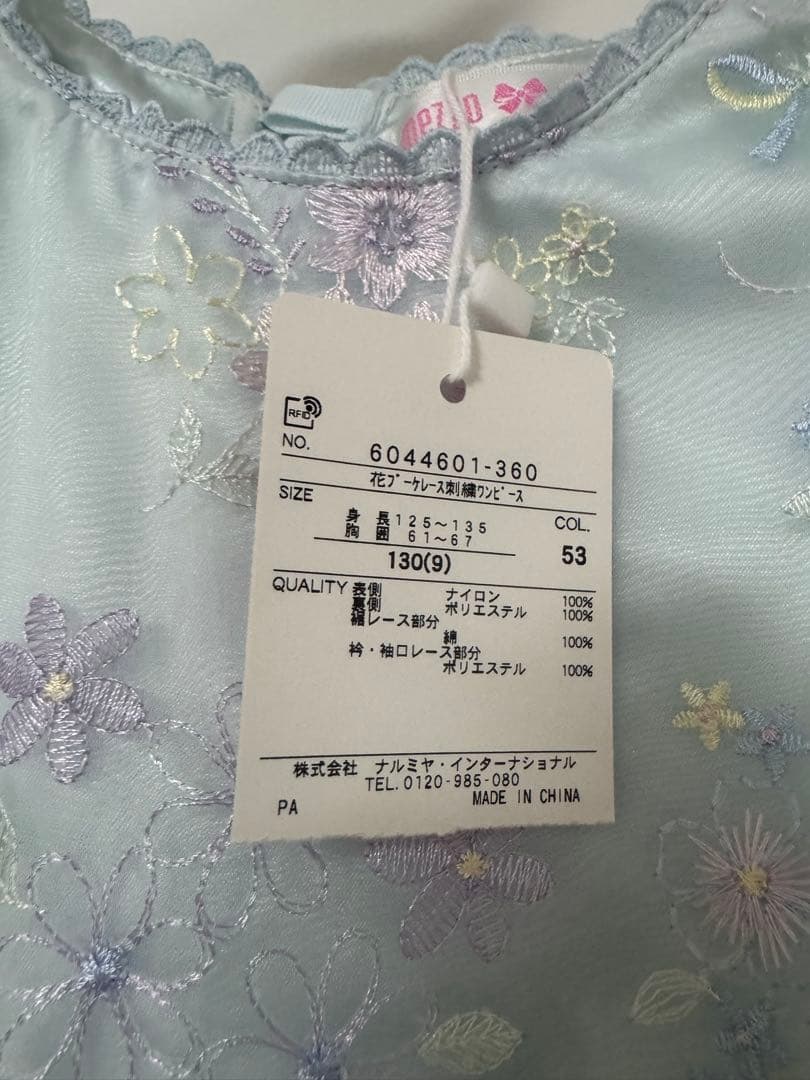 RFID
NO. 6044601-360
花ブーケレース刺繍ワンピース
SIZE
身長 125~135
胸囲 61~67
130(9)
COL.
53
QUALITY 表側 ナイロン 100%
裏側 ポリエステル 100%
裾レース部分
綿 100%
衿・袖口レース部分
ポリエステル 100%
株式会社 ナルミヤ・インターナショナル
TEL.0120-985-080
PA MADE IN CHINA